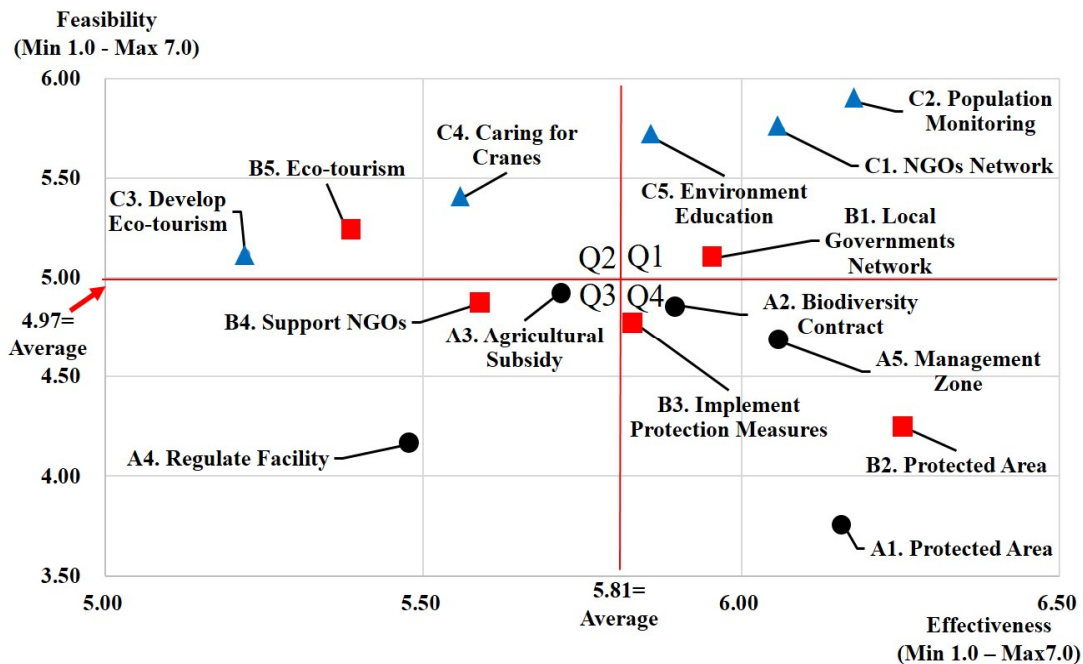 Feasibility
(Min 1.0 - Max 7.0)
6.00
C2. Population
Monitoring
C4. Caring for
Cranes
B5. Eco-tourism
C1. NGOs Network
5.50
C3. Develop
Eco-tourism
C5. Environment
Education
B1. Local
Governments
Network
Q2
Q1
5.00
Q3
Q4
4.97=
Average
B4. Support NGOs
A3. Agricultural
Subsidy
A2. Biodiversity
Contract
A5. Management
Zone
4.50
B3. Implement
Protection Measures
A4. Regulate Facility
B2. Protected Area
4.00
A1. Protected Area
3.50
5.00
5.50
5.81=
Average
6.00
6.50
Effectiveness
(Min 1.0 – Max7.0)